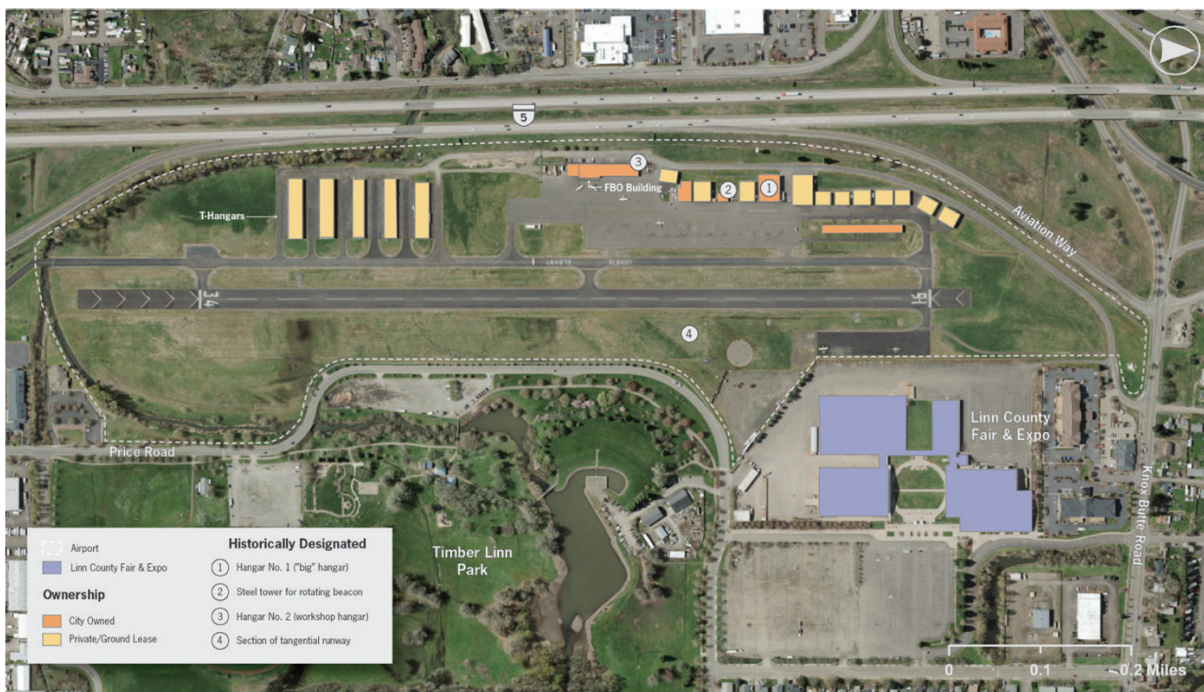 5
3
FBO Building
2
1
T-Hangars
Aviation Way
ALBANY
34
16
4
Linn County
Fair & Expo
Price Road
Knox Butte Road
Timber Linn
Park
Airport
Linn County Fair & Expo
Ownership
City Owned
Private/Ground Lease
Historically Designated
1 Hangar No. 1 ("big" hangar)
2 Steel tower for rotating beacon
3 Hangar No. 2 (workshop hangar)
4 Section of tangential runway
0 0.1 0.2 Miles